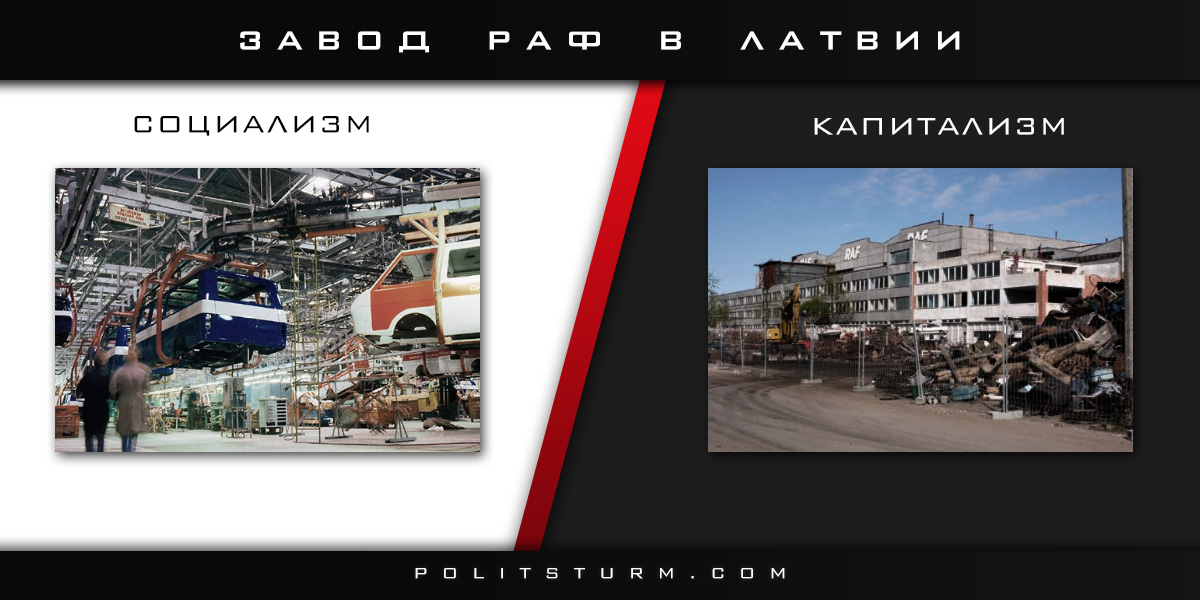 ЗАВОД РАФ В ЛАТВИИ
СОЦИАЛИЗМ
КАПИТАЛИЗМ
RAF
RAF
POLITSTURM.COM